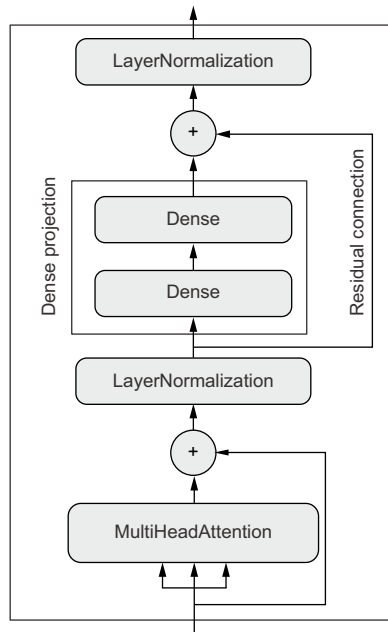 LayerNormalization
+
Dense projection
Dense
Dense
Residual connection
LayerNormalization
+
MultiHeadAttention